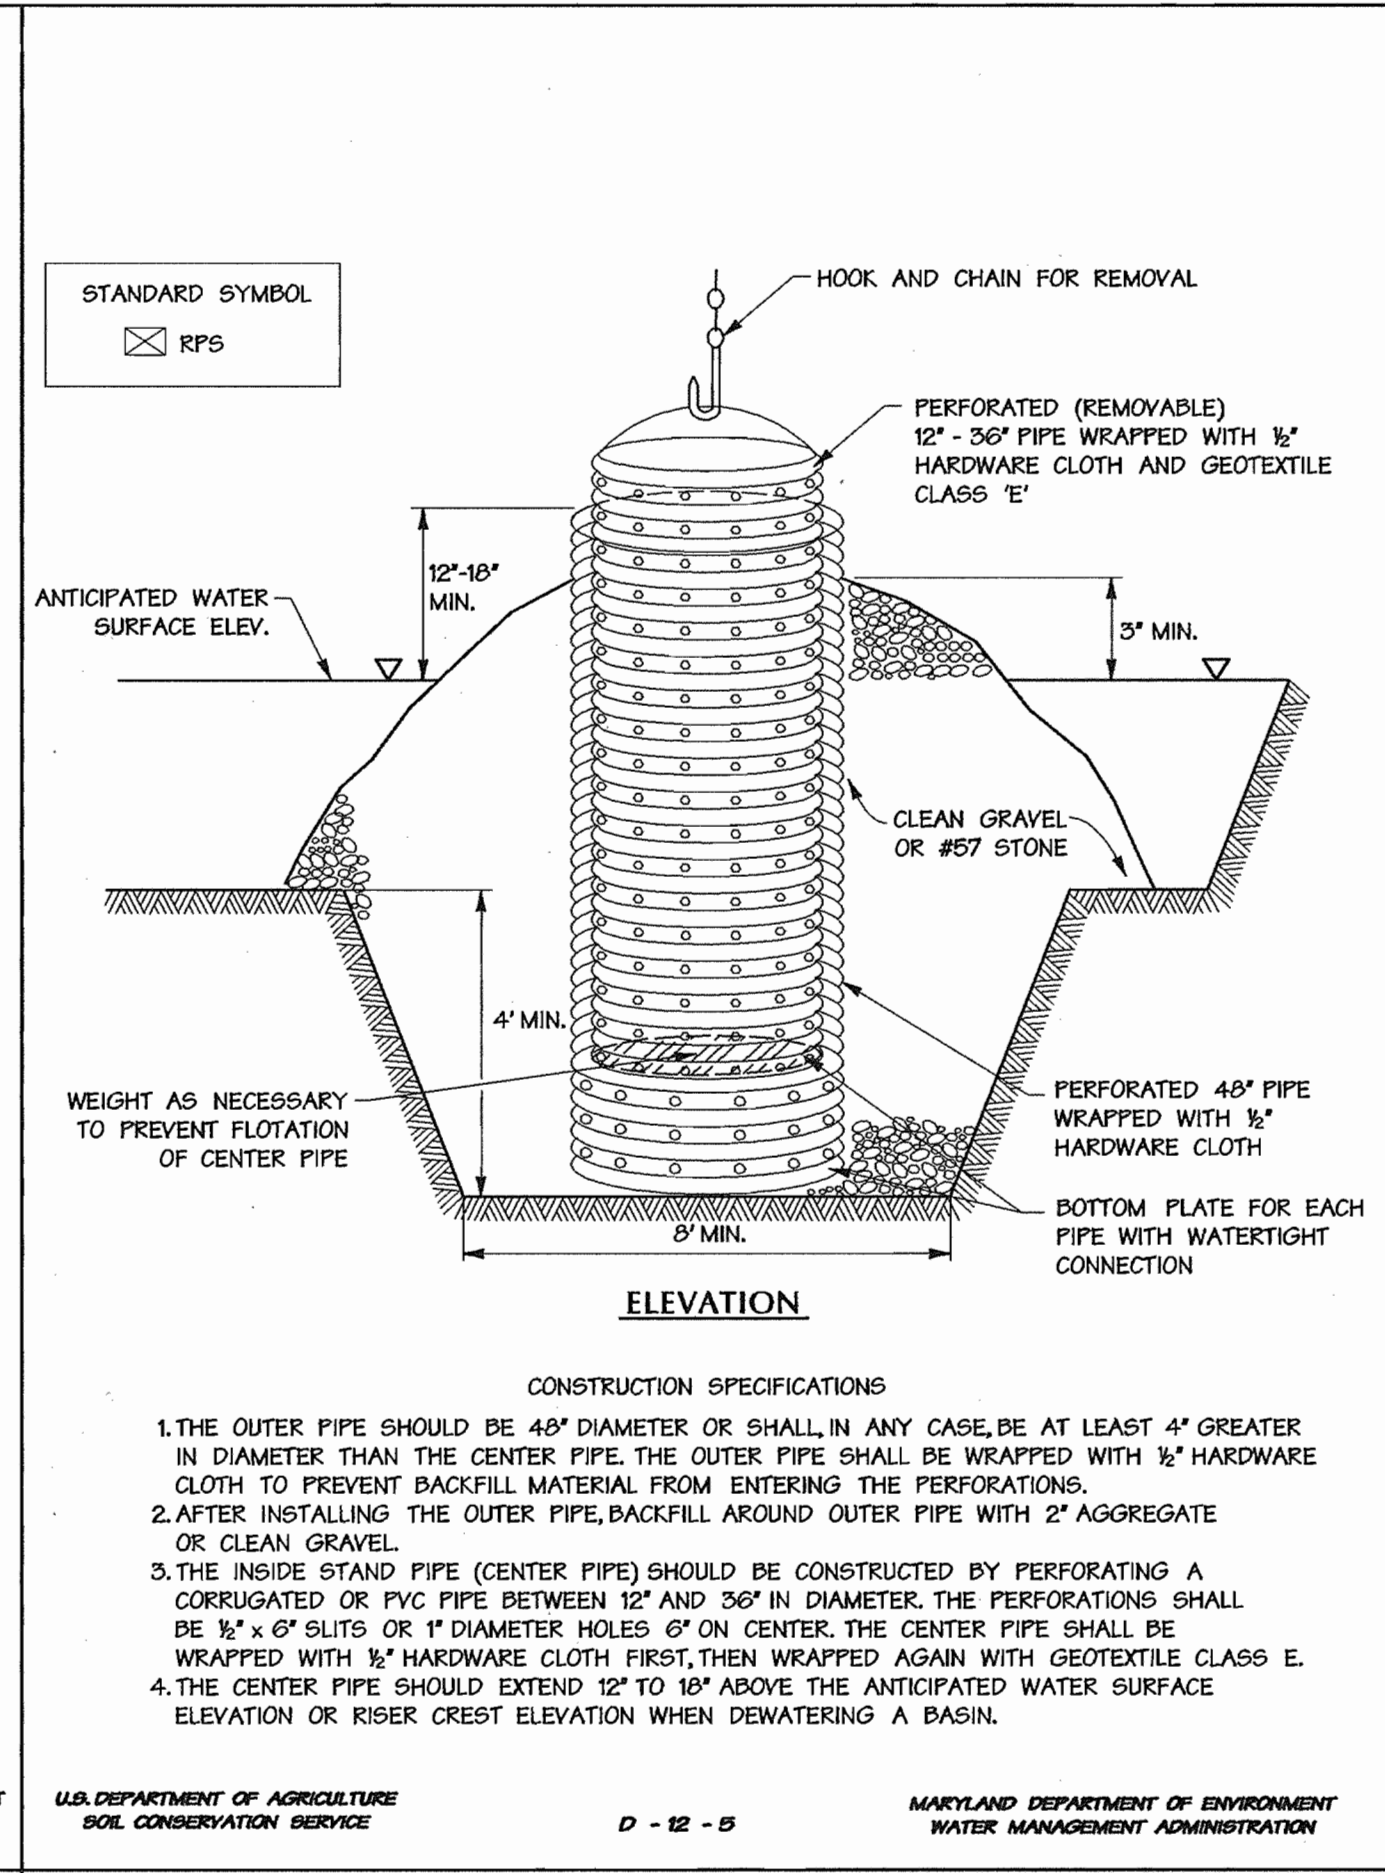 STANDARD SYMBOL
RPS
HOOK AND CHAIN FOR REMOVAL
PERFORATED (REMOVABLE)
12" - 36" PIPE WRAPPED WITH ½"
HARDWARE CLOTH AND GEOTEXTILE
CLASS 'E'
12"-18"
MIN.
ANTICIPATED WATER
SURFACE ELEV.
3" MIN.
CLEAN GRAVEL
OR #57 STONE
4' MIN.
WEIGHT AS NECESSARY
TO PREVENT FLOTATION
OF CENTER PIPE
PERFORATED 48" PIPE
WRAPPED WITH ½"
HARDWARE CLOTH
BOTTOM PLATE FOR EACH
PIPE WITH WATERTIGHT
CONNECTION
8' MIN.
ELEVATION
CONSTRUCTION SPECIFICATIONS
1. THE OUTER PIPE SHOULD BE 48" DIAMETER OR SHALL, IN ANY CASE, BE AT LEAST 4" GREATER
IN DIAMETER THAN THE CENTER PIPE. THE OUTER PIPE SHALL BE WRAPPED WITH ½" HARDWARE
CLOTH TO PREVENT BACKFILL MATERIAL FROM ENTERING THE PERFORATIONS.
2. AFTER INSTALLING THE OUTER PIPE, BACKFILL AROUND OUTER PIPE WITH 2" AGGREGATE
OR CLEAN GRAVEL.
3. THE INSIDE STAND PIPE (CENTER PIPE) SHOULD BE CONSTRUCTED BY PERFORATING A
CORRUGATED OR PVC PIPE BETWEEN 12" AND 36" IN DIAMETER. THE PERFORATIONS SHALL
BE ½" x 6" SLITS OR 1" DIAMETER HOLES 6" ON CENTER. THE CENTER PIPE SHALL BE
WRAPPED WITH ½" HARDWARE CLOTH FIRST, THEN WRAPPED AGAIN WITH GEOTEXTILE CLASS E.
4. THE CENTER PIPE SHOULD EXTEND 12" TO 18" ABOVE THE ANTICIPATED WATER SURFACE
ELEVATION OR RISER CREST ELEVATION WHEN DEWATERING A BASIN.
U.S. DEPARTMENT OF AGRICULTURE
SOIL CONSERVATION SERVICE
D - 12 - 5
MARYLAND DEPARTMENT OF ENVIRONMENT
WATER MANAGEMENT ADMINISTRATION